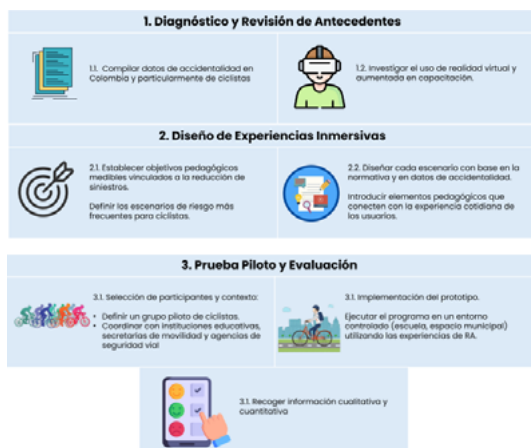 1. Diagnóstico y Revisión de Antecedentes
1.1. Compilar datos de accidentalidad en
Colombia y particularmente de ciclistas
1.2. Investigar el uso de realidad virtual y
aumentada en capacitación.
2. Diseño de Experiencias Inmersivas
2.1. Establecer objetivos pedagógicos
medibles vinculados a la reducción de
siniestros.
Definir los escenarios de riesgo más
frecuentes para ciclistas.
2.2. Diseñar cada escenario con base en la
normativa y en datos de accidentalidad.
Introducir elementos pedagógicos que
conecten con la experiencia cotidiana de
los usuarios.
3. Prueba Piloto y Evaluación
3.1. Selección de participantes y contexto:
• Definir un grupo piloto de ciclistas.
• Coordinar con instituciones educativas,
secretarias de movilidad y agencias de
seguridad vial
3.1. Implementación del prototipo.
Ejecutar el programa en un entorno
controlado (escuela, espacio municipal)
utilizando las experiencias de RA.
3.1. Recoger información cualitativa y
cuantitativa